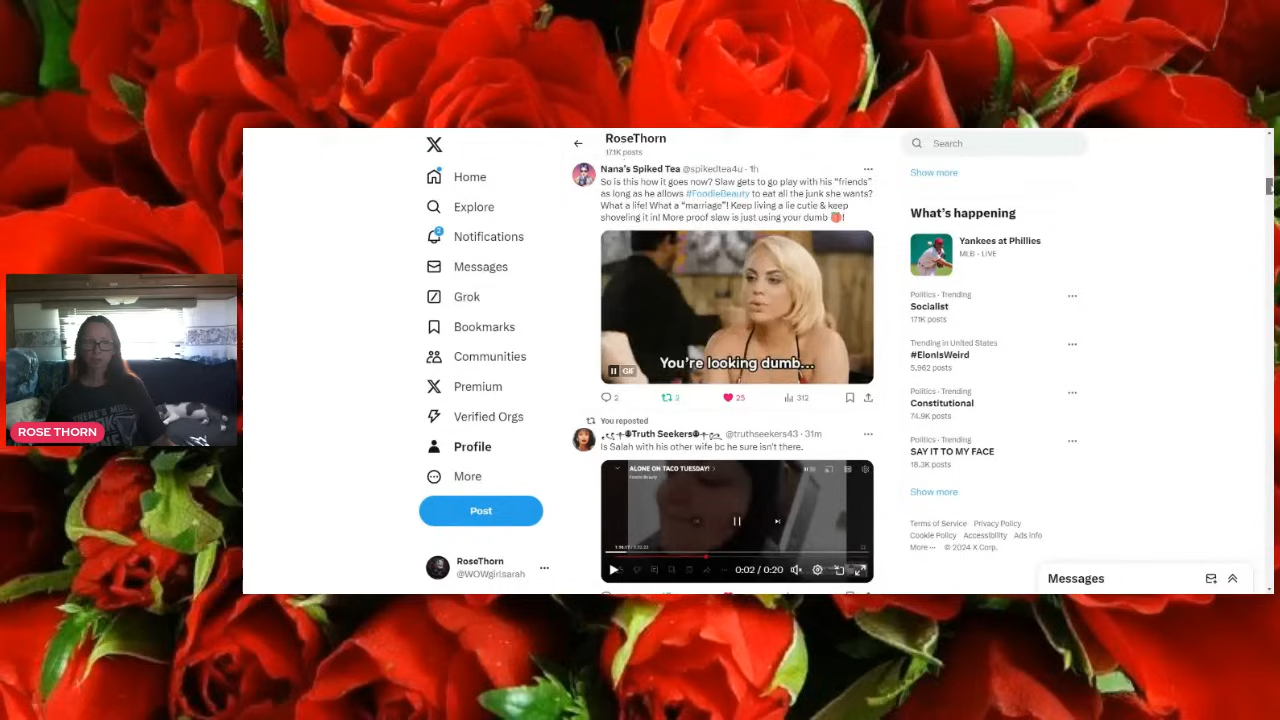 RoseThorn
171K posts
Home
Explore
2
Notifications
Messages
Grok
Bookmarks
Communities
Premium
Verified Orgs
Profile
More
Post
RoseThorn
@WOWgirlsarah
Nana's Spiked Tea @spikedtea4u · 1h
So is this how it goes now? Slaw gets to go play with his "friends"
as long as he allows #FoodieBeauty to eat all the junk she wants?
What a life! What a "marriage"! Keep living a lie cutie & keep
shoveling it in! More proof slaw is just using your dumb 🍑!
You're looking dumb...
GIF
2
3
25
312
You reposted
Truth Seekers @truthseekers43 · 31m
Is Salah with his other wife bc he sure isn't there.
ALONE ON TACO TUESDAY!
Foodie Beauty
0:02 / 0:20
Search
Show more
What's happening
Yankees at Phillies
MLB · LIVE
Politics · Trending
Socialist
171K posts
Trending in United States
#ElonIsWeird
5,962 posts
Politics · Trending
Constitutional
74.9K posts
Politics · Trending
SAY IT TO MY FACE
18.3K posts
Show more
Terms of Service Privacy Policy
Cookie Policy Accessibility Ads info
More ··· © 2024 X Corp.
Messages
ROSE THORN